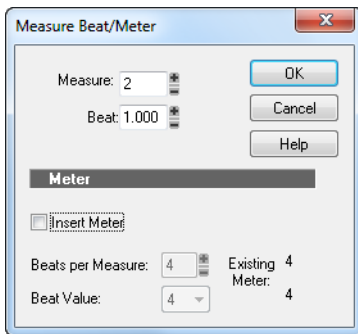 Measure Beat/Meter
Measure: 2
OK
Beat: 1.000
Cancel
Help
Meter
Insert Meter
Beats per Measure: 4
Existing Meter: 4
4
Beat Value: 4